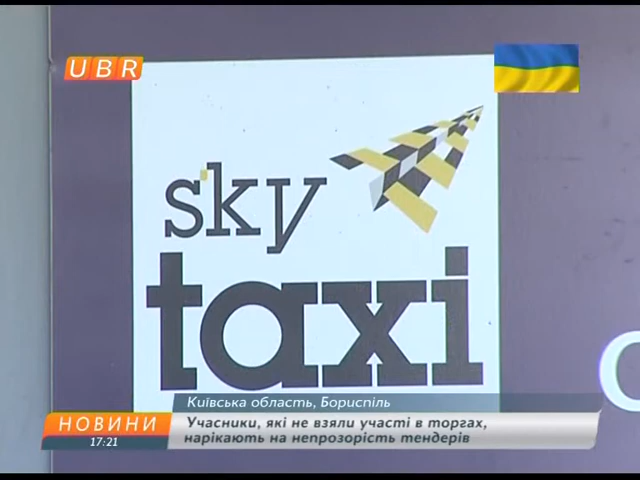 UBR
sky
taxi
Київська область, Бориспіль
НОВИНИ
17:21
Учасники, які не взяли участі в торгах,
нарікають на непрозорість тендерів